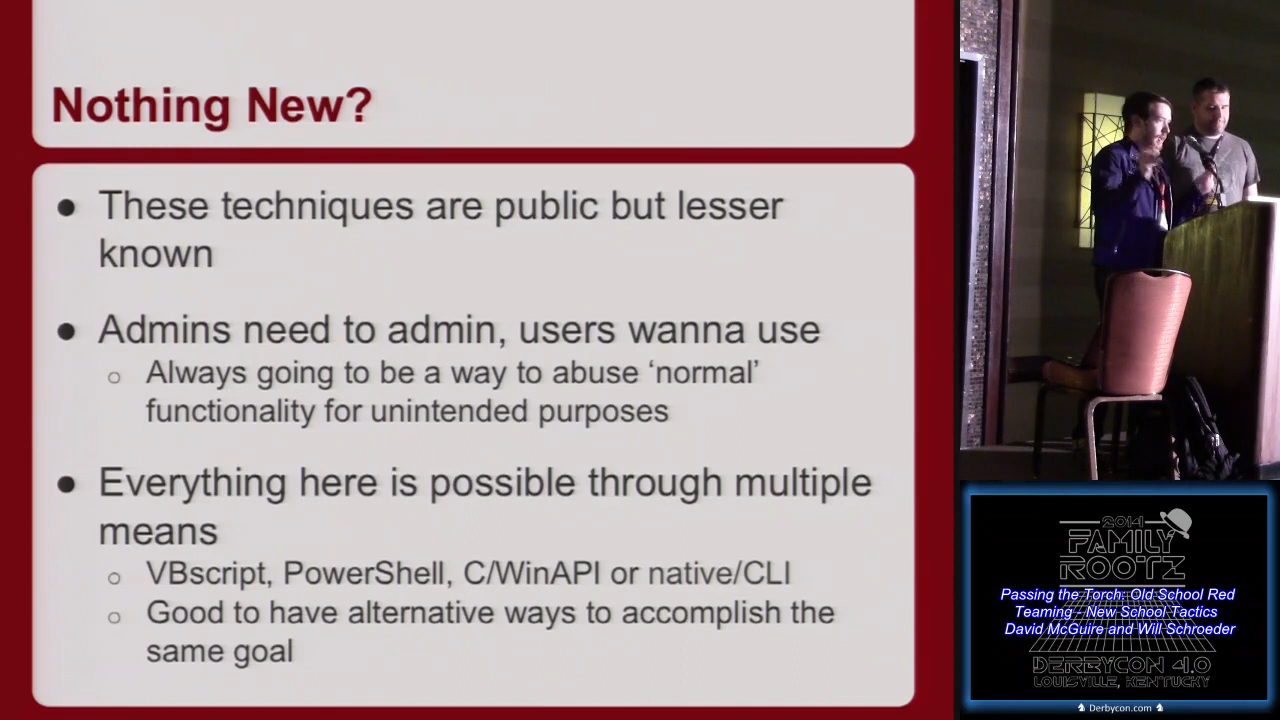 Nothing New?
● These techniques are public but lesser
known
● Admins need to admin, users wanna use
○ Always going to be a way to abuse ‘normal’
functionality for unintended purposes
● Everything here is possible through multiple
means
○ VBscript, PowerShell, C/WinAPI or native/CLI
○ Good to have alternative ways to accomplish the
same goal
2014
FAMILY
ROOTZ
Passing the Torch: Old School Red
Teaming - New School Tactics
David McGuire and Will Schroeder
DERBYCON 4.0
LOUISVILLE, KENTUCKY
Derbycon.com